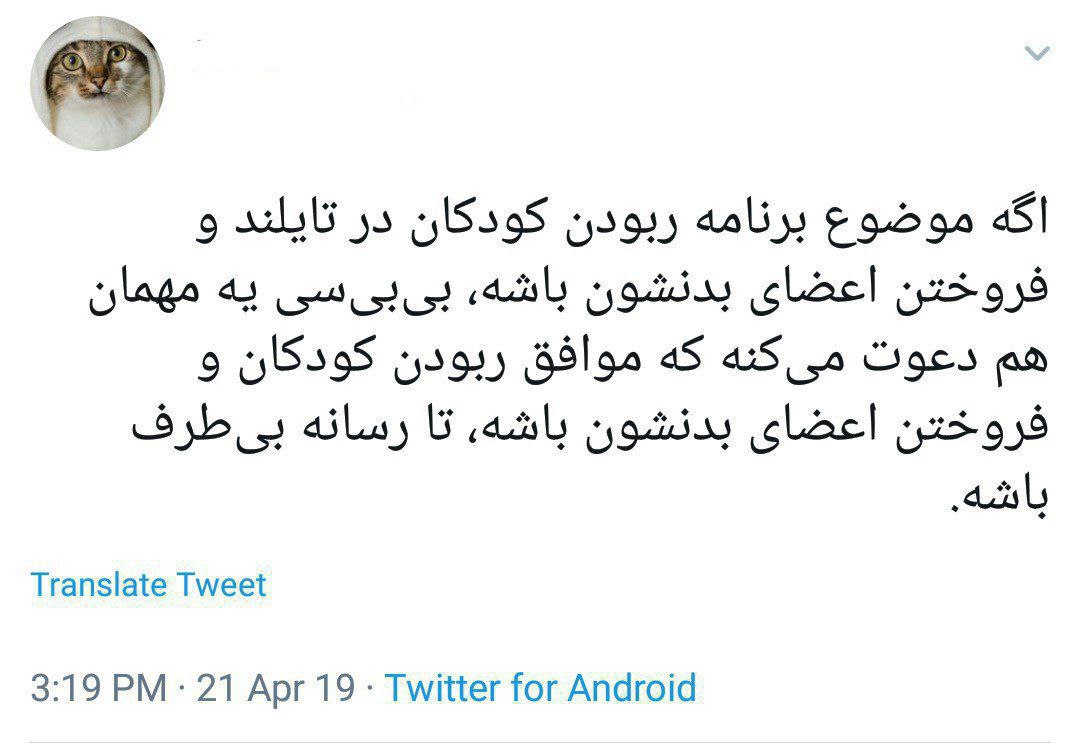 اگه موضوع برنامه ربودن کودکان در تایلند و
فروختن اعضای بدنشون باشه، بی‌بی‌سی یه مهمان
هم دعوت می‌کنه که موافق ربودن کودکان و
فروختن اعضای بدنشون باشه، تا رسانه بی‌طرف
باشه.
Translate Tweet
3:19 PM · 21 Apr 19 · Twitter for Android